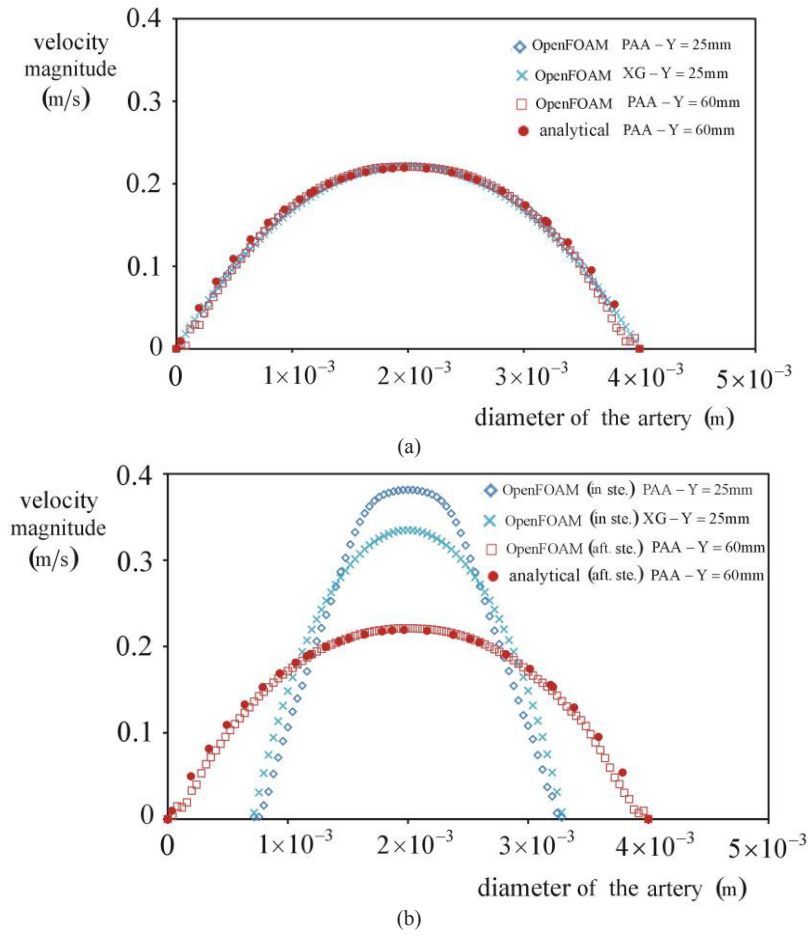 0.4
velocity
magnitude
(m/s)
0.3
0.2
0.1
0
OpenFOAM PAA – Y = 25mm
OpenFOAM XG – Y = 25mm
OpenFOAM PAA – Y = 60mm
analytical PAA – Y = 60mm
0 1×10⁻³ 2×10⁻³ 3×10⁻³ 4×10⁻³ 5×10⁻³
diameter of the artery (m)
(a)
0.4
velocity
magnitude
(m/s)
0.3
0.2
0.1
0
OpenFOAM (in ste.) PAA – Y = 25mm
OpenFOAM (in ste.) XG – Y = 25mm
OpenFOAM (aft. ste.) PAA – Y = 60mm
analytical (aft. ste.) PAA – Y = 60mm
0 1×10⁻³ 2×10⁻³ 3×10⁻³ 4×10⁻³ 5×10⁻³
diameter of the artery (m)
(b)